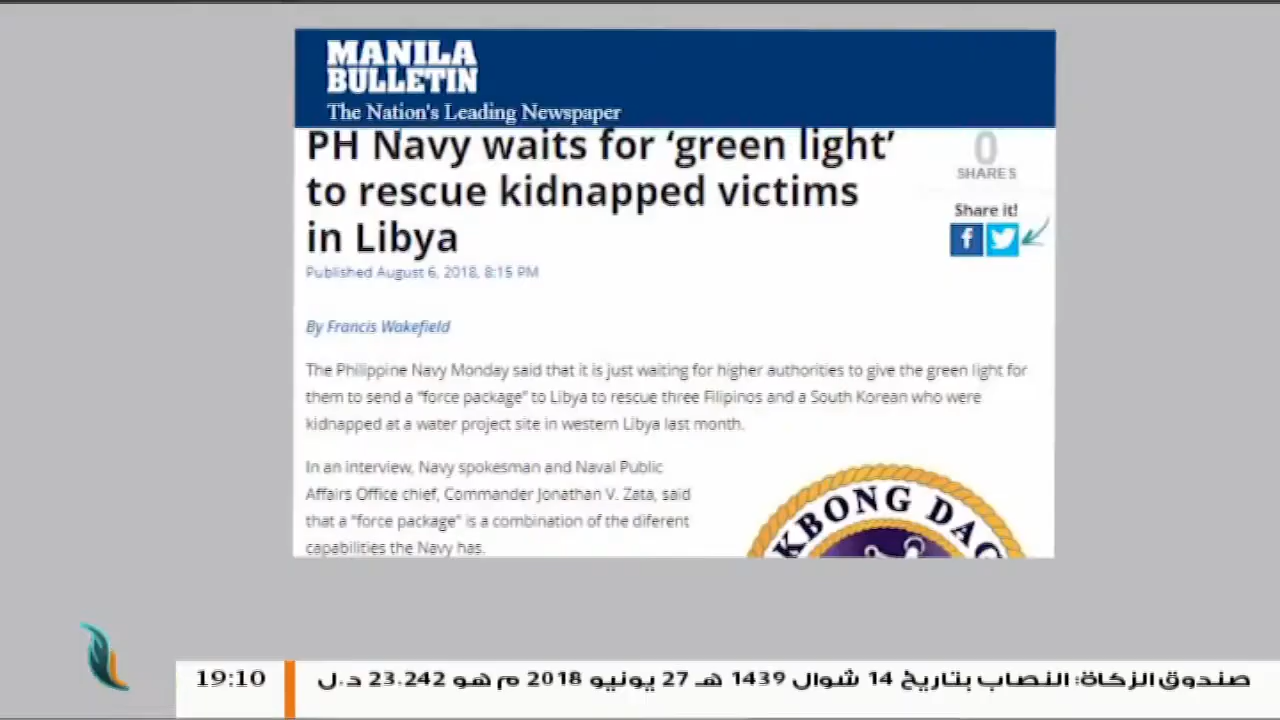 MANILA
BULLETIN
The Nation's Leading Newspaper
PH Navy waits for ‘green light’
to rescue kidnapped victims
in Libya
Published August 6, 2018, 8:15 PM
0
SHARES
Share it!
By Francis Wakefield
The Philippine Navy Monday said that it is just waiting for higher authorities to give the green light for
them to send a "force package" to Libya to rescue three Filipinos and a South Korean who were
kidnapped at a water project site in western Libya last month.
In an interview, Navy spokesman and Naval Public
Affairs Office chief, Commander Jonathan V. Zata, said
that a "force package" is a combination of the diferent
capabilities the Navy has.
KBONG DAG
19:10
صندوق الزكاة: النصاب بتاريخ 14 شوال 1439 هـ 27 يونيو 2018 م هو 23.242 د.ل